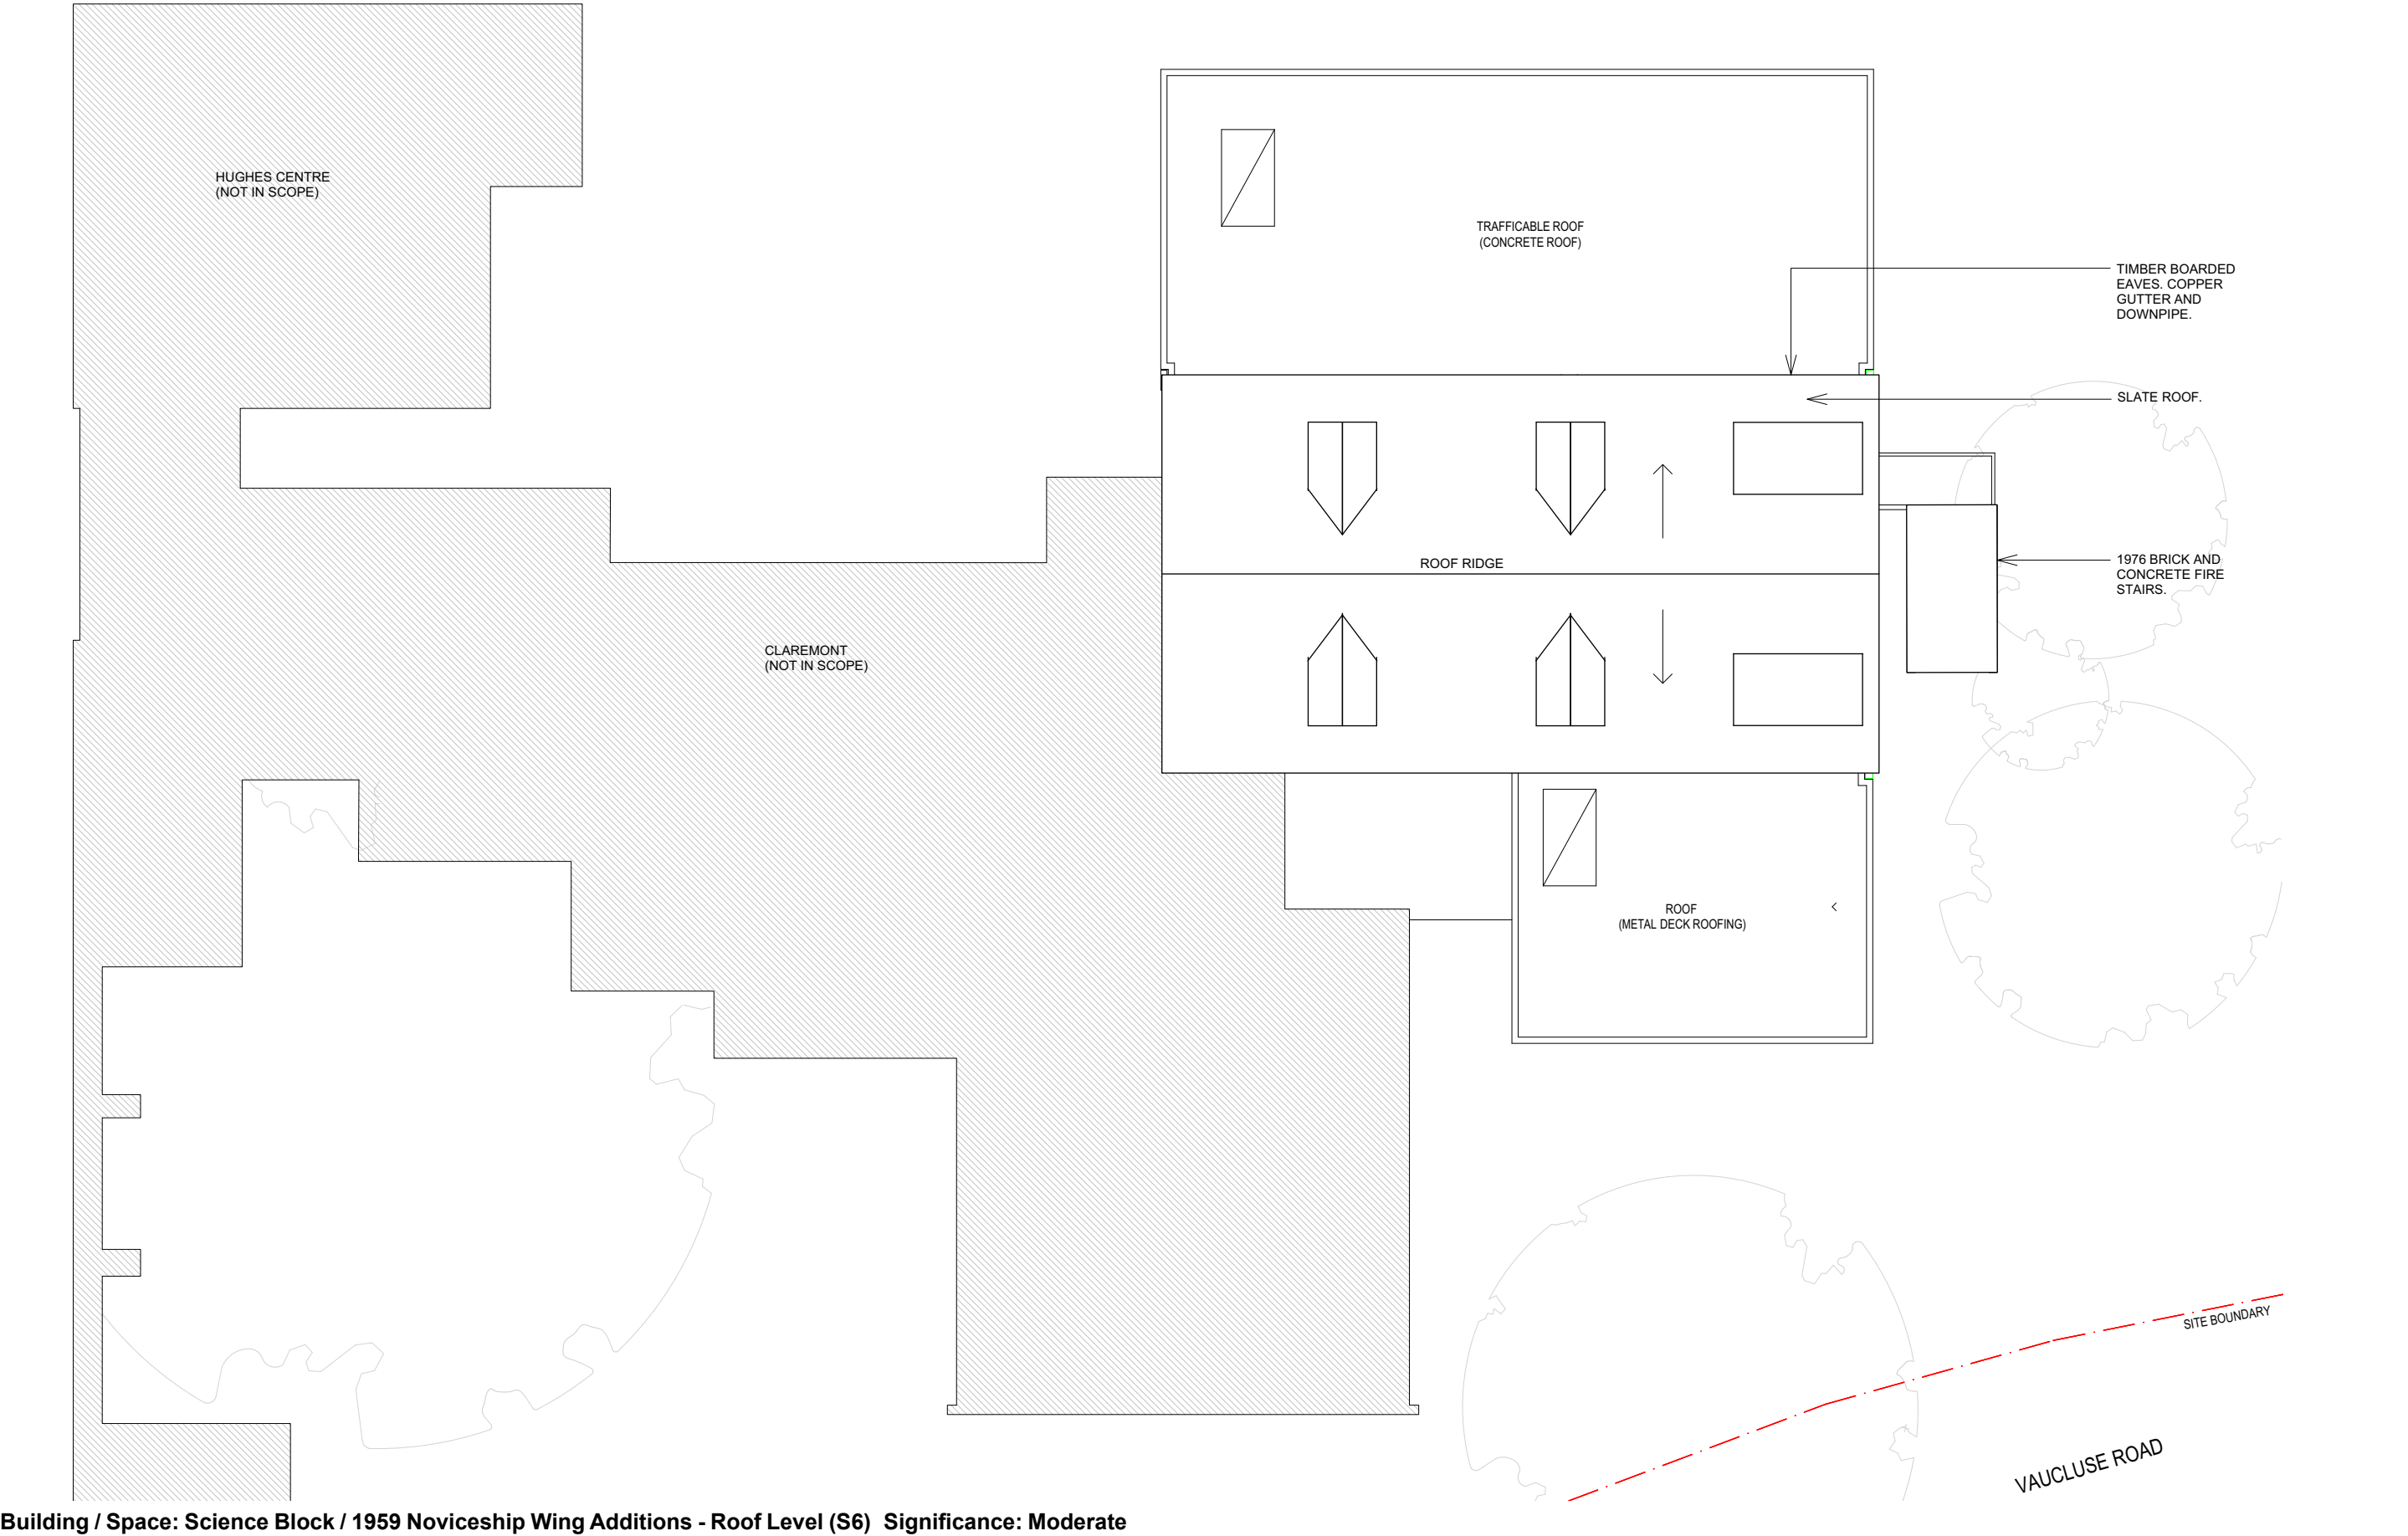 HUGHES CENTRE
(NOT IN SCOPE)
TRAFFICABLE ROOF
(CONCRETE ROOF)
TIMBER BOARDED
EAVES. COPPER
GUTTER AND
DOWNPIPE.
SLATE ROOF.
ROOF RIDGE
1976 BRICK AND
CONCRETE FIRE
STAIRS.
CLAREMONT
(NOT IN SCOPE)
ROOF
(METAL DECK ROOFING)
SITE BOUNDARY
VAUCLUSE ROAD
Building / Space: Science Block / 1959 Noviceship Wing Additions - Roof Level (S6)  Significance: Moderate